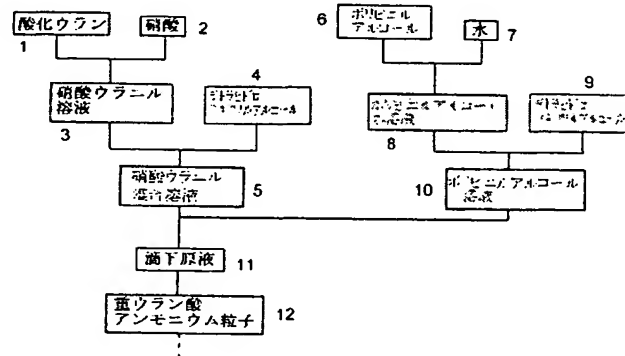 酸化ウラン
1
硝酸
2
6
ポリビニル
アルコール
水
7
硝酸ウラニル
溶液
3
4
8
9
硝酸ウラニル
混合溶液
5
10
ポリビニルアルコール
溶液
滴下原液
11
重ウラン酸
アンモニウム粒子
12